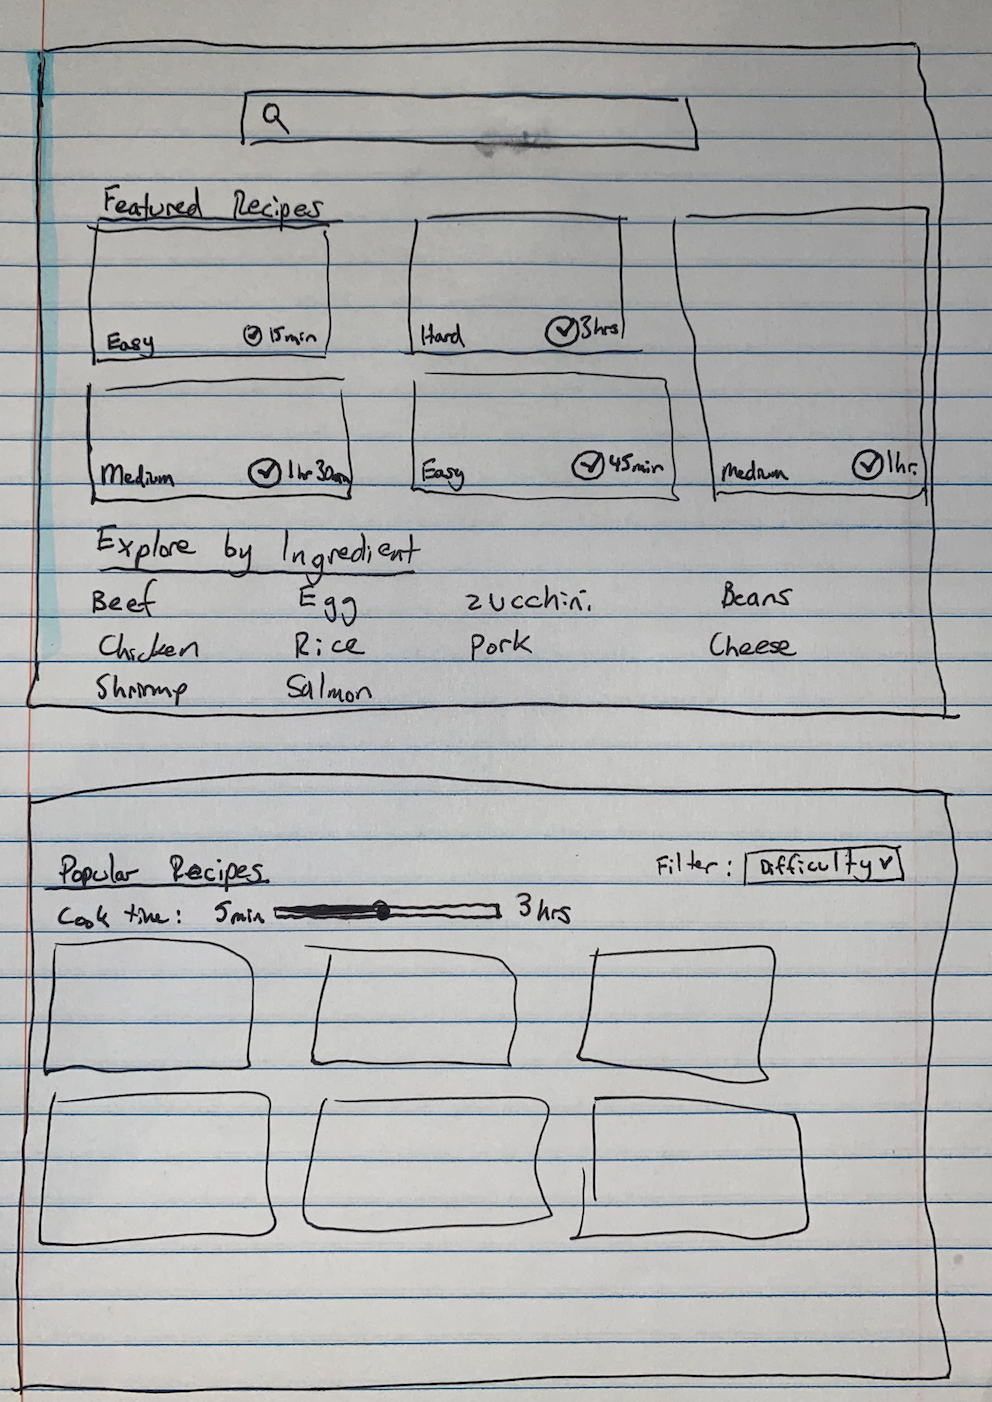 Featured Recipes
Easy 15min
Hard 3hrs
Medium 1hr 30min
Easy 45min
Medium 1hr.
Explore by Ingredient
Beef Egg zucchini Beans
Chicken Rice Pork Cheese
Shrimp Salmon
Popular Recipes Filter: Difficulty
Cook time: 5min 3hrs